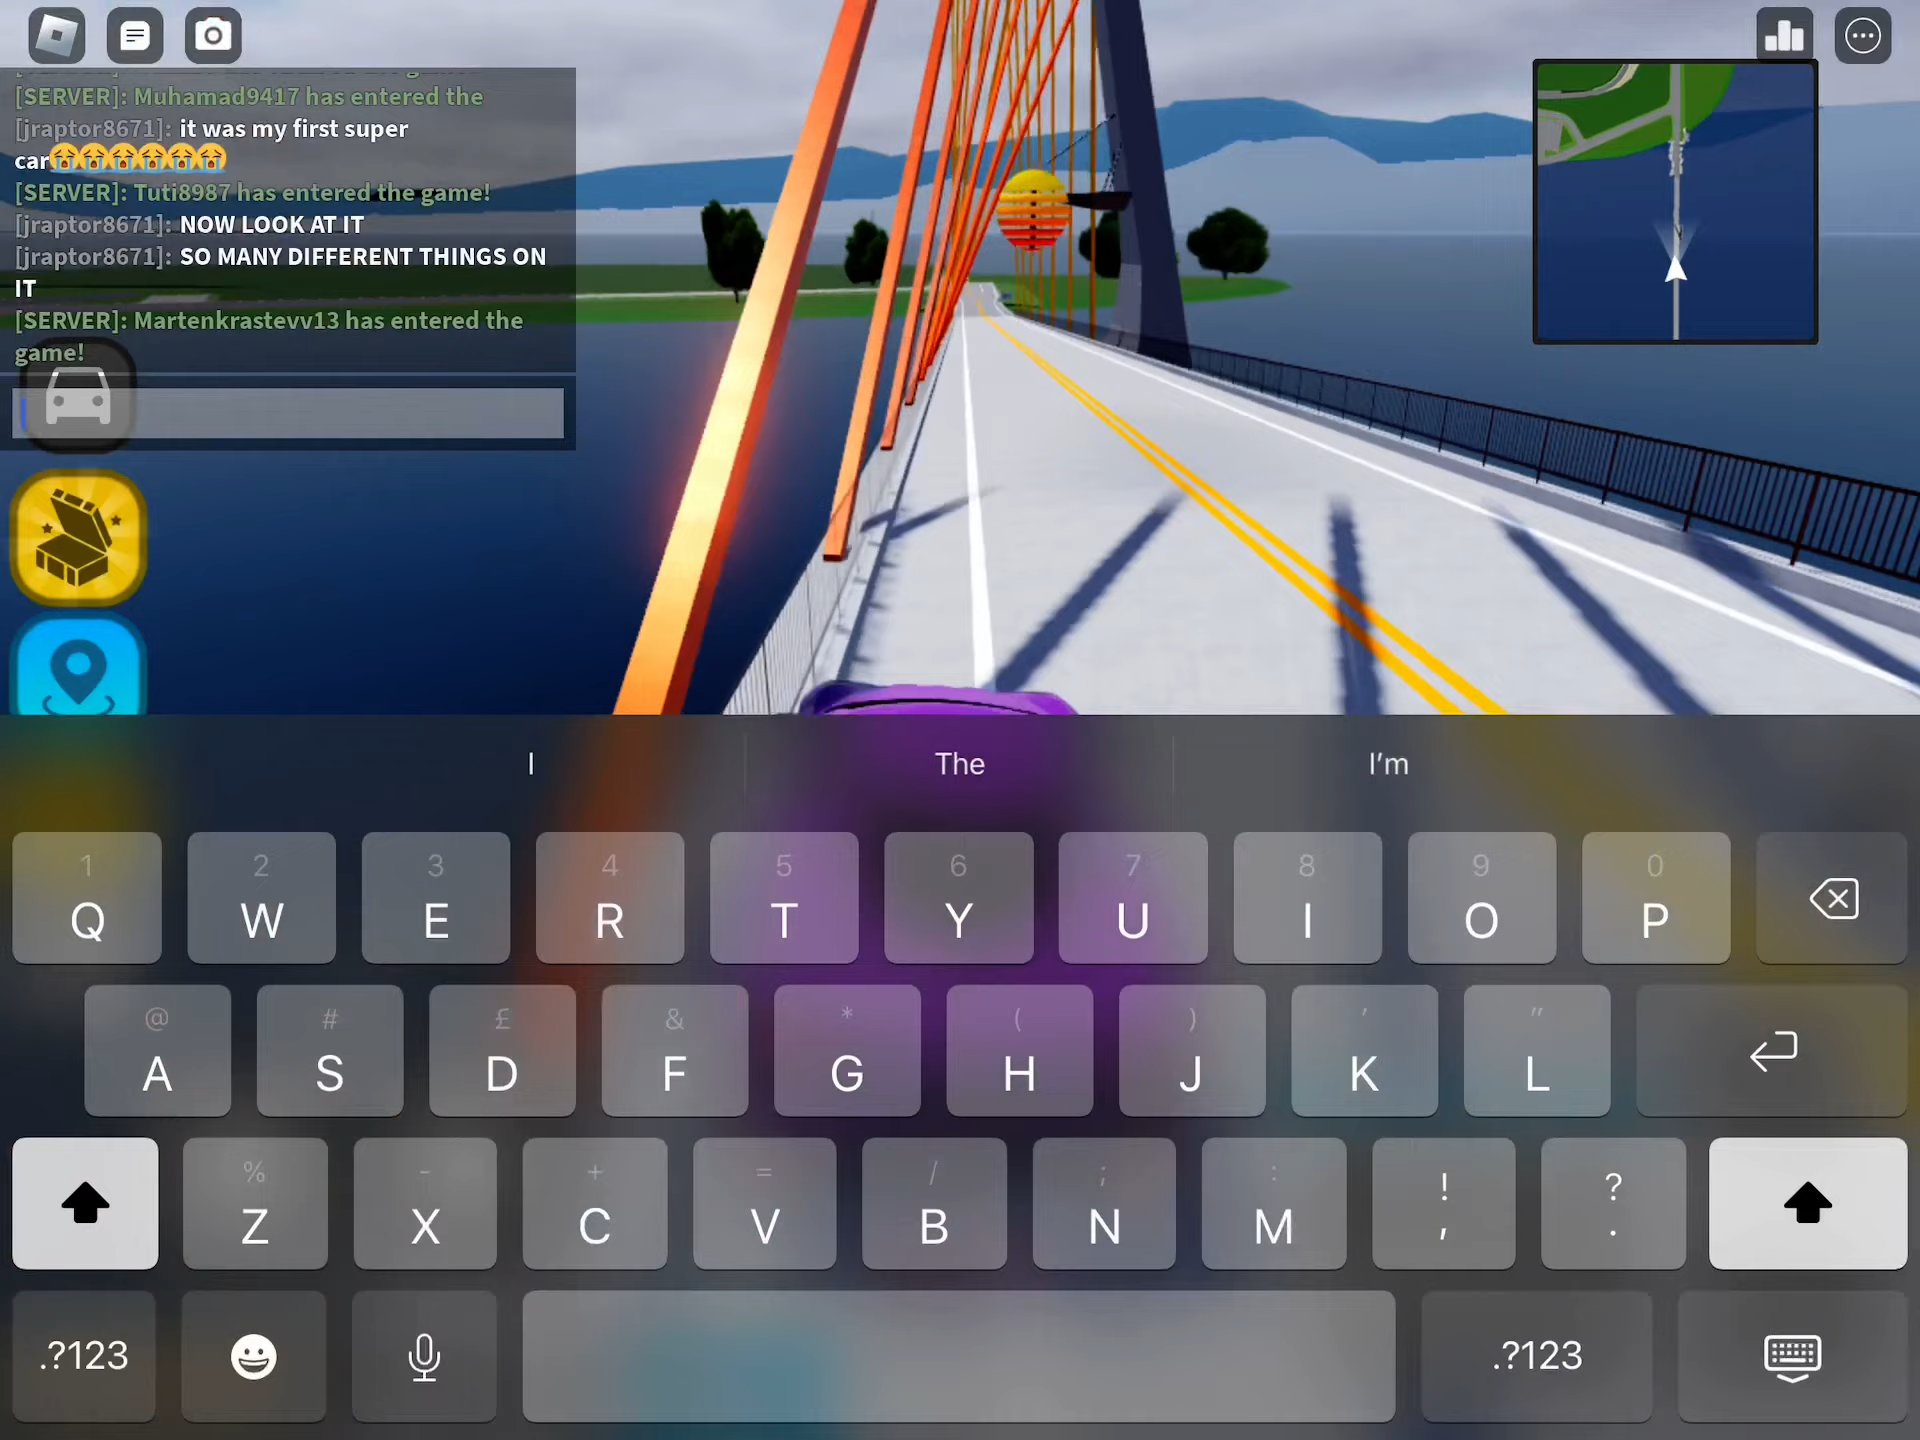 [SERVER]: Muhamad9417 has entered the
[jraptor8671]: it was my first super
car😭😭😭😭😭😭
[SERVER]: Tuti8987 has entered the game!
[jraptor8671]: NOW LOOK AT IT
[jraptor8671]: SO MANY DIFFERENT THINGS ON
IT
[SERVER]: Martenkrastevv13 has entered the
game!
I The I'm
1 2 3 4 5 6 7 8 9 0
Q W E R T Y U I O P
@ # £ & * ( ) ' "
A S D F G H J K L
% - + = / ; : ! ?
Z X C V B N M , .
.?123 .?123